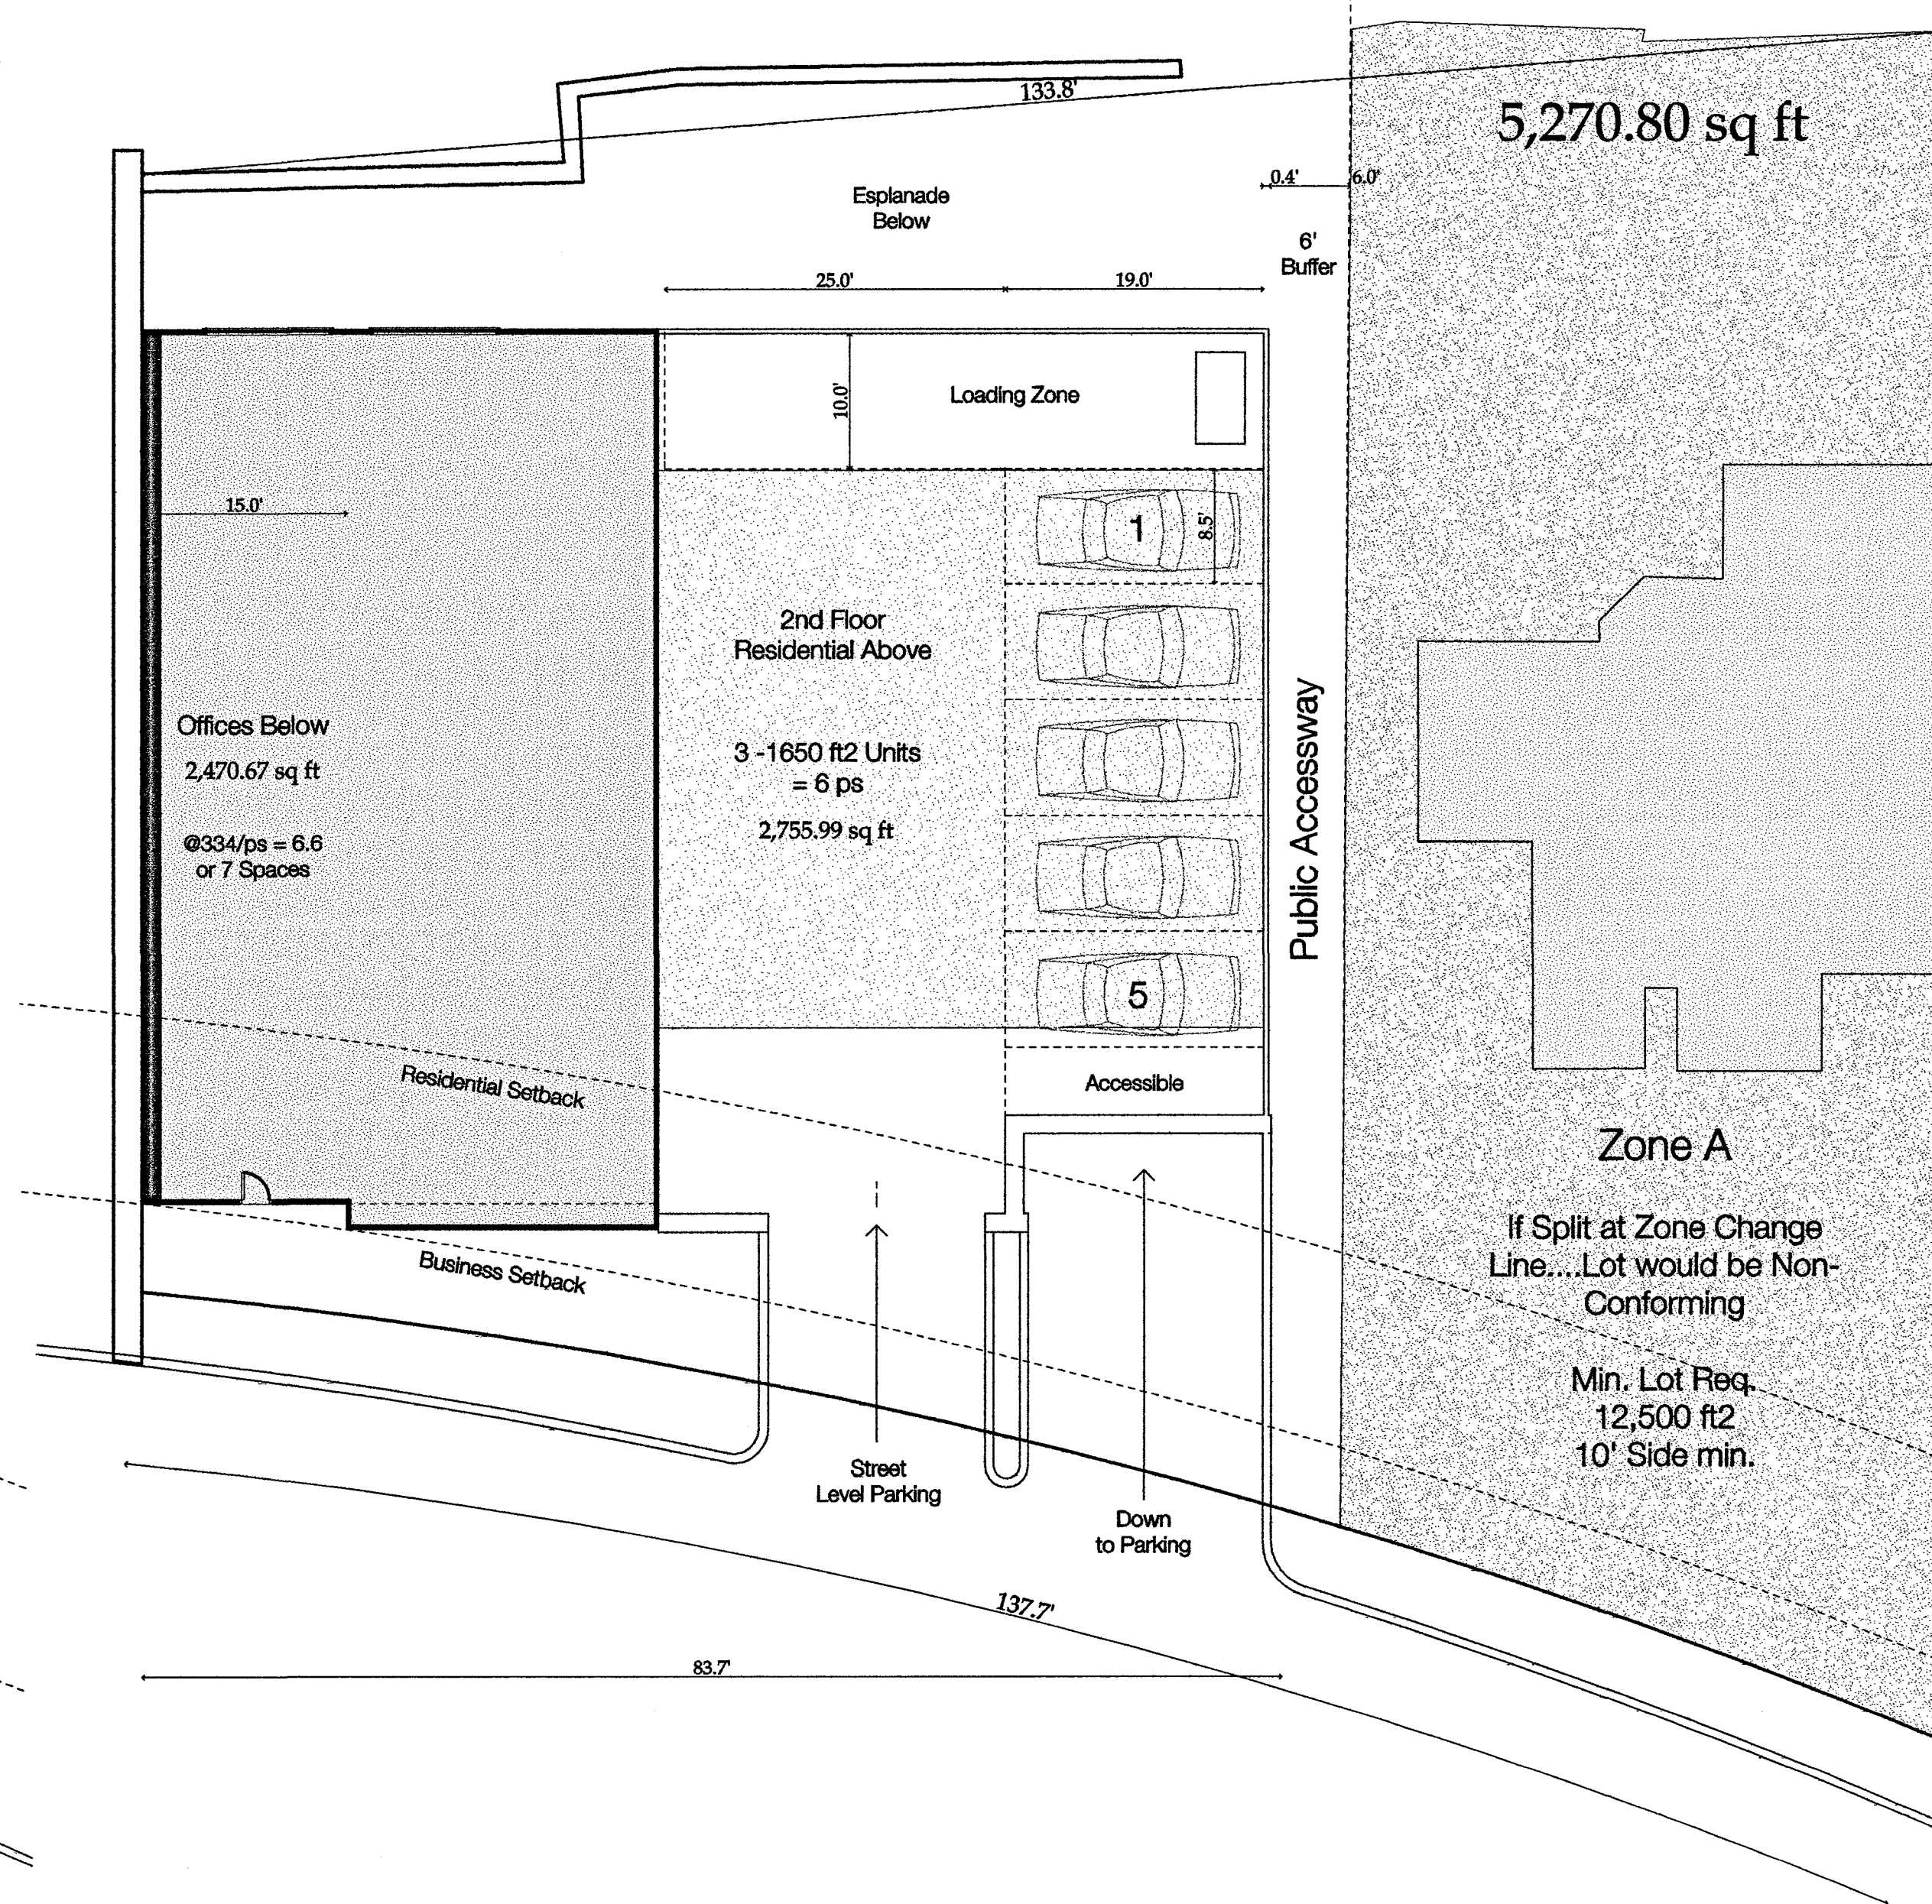 133.8'
5,270.80 sq ft
Esplanade
Below
0.4'
6.0'
6'
Buffer
25.0'
19.0'
10.0'
Loading Zone
15.0'
1
8.5'
2nd Floor
Residential Above
Offices Below
2,470.67 sq ft
3 -1650 ft2 Units
= 6 ps
2,755.99 sq ft
@334/ps = 6.6
or 7 Spaces
Public Accessway
5
Residential Setback
Accessible
Zone A
If Split at Zone Change
Line....Lot would be Non-
Conforming
Business Setback
Min. Lot Req.
12,500 ft2
10' Side min.
Street
Level Parking
Down
to Parking
137.7'
83.7'